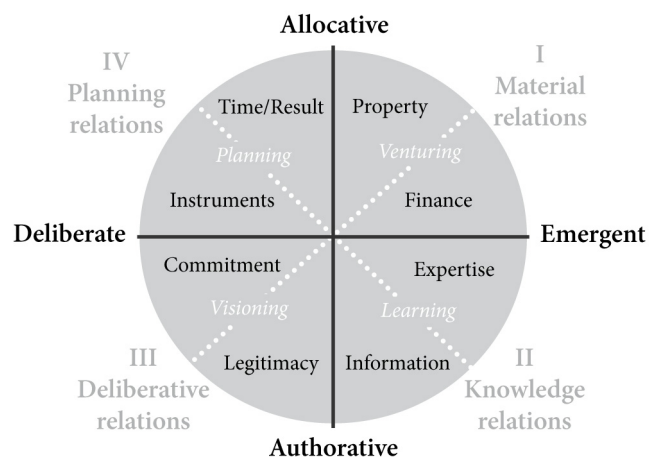 Allocative
IV
Planning
relations
I
Material
relations
Time/Result
Property
Planning
Venturing
Instruments
Finance
Deliberate
Emergent
Commitment
Expertise
Visioning
Learning
Legitimacy
Information
III
Deliberative
relations
II
Knowledge
relations
Authorative